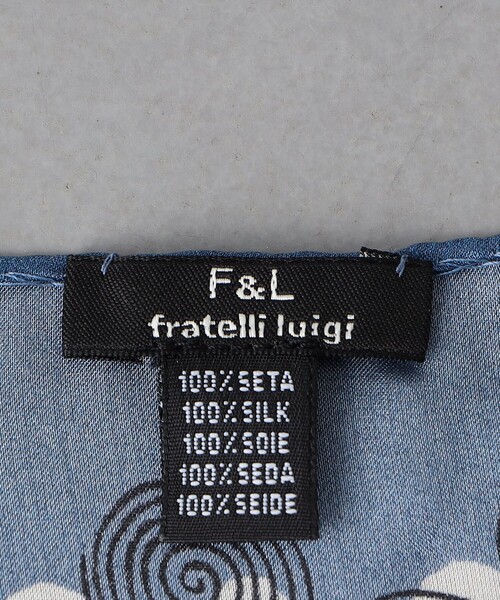 F&L
fratelli luigi
100% SETA
100% SILK
100% SOIE
100% SEDA
100% SEIDE